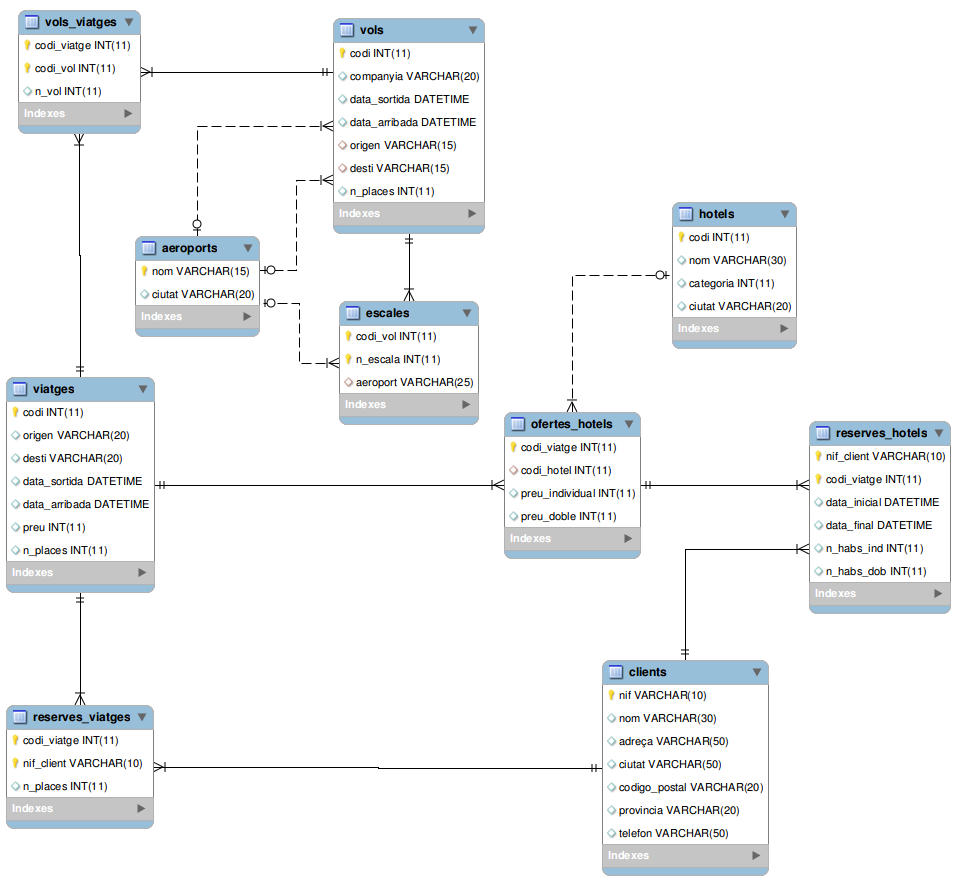 vols_viatges
codi_viatge INT(11)
codi_vol INT(11)
n_vol INT(11)
Indexes
vols
codi INT(11)
companyia VARCHAR(20)
data_sortida DATETIME
data_arribada DATETIME
origen VARCHAR(15)
desti VARCHAR(15)
n_places INT(11)
Indexes
aeroports
nom VARCHAR(15)
ciutat VARCHAR(20)
Indexes
hotels
codi INT(11)
nom VARCHAR(30)
categoria INT(11)
ciutat VARCHAR(20)
Indexes
escales
codi_vol INT(11)
n_escala INT(11)
aeroport VARCHAR(25)
Indexes
viatges
codi INT(11)
origen VARCHAR(20)
desti VARCHAR(20)
data_sortida DATETIME
data_arribada DATETIME
preu INT(11)
n_places INT(11)
Indexes
ofertes_hotels
codi_viatge INT(11)
codi_hotel INT(11)
preu_individual INT(11)
preu_doble INT(11)
Indexes
reserves_hotels
nif_client VARCHAR(10)
codi_viatge INT(11)
data_inicial DATETIME
data_final DATETIME
n_habs_ind INT(11)
n_habs_dob INT(11)
Indexes
reserves_viatges
codi_viatge INT(11)
nif_client VARCHAR(10)
n_places INT(11)
Indexes
clients
nif VARCHAR(10)
nom VARCHAR(30)
adreça VARCHAR(50)
ciutat VARCHAR(50)
codigo_postal VARCHAR(20)
provincia VARCHAR(20)
telefon VARCHAR(50)
Indexes